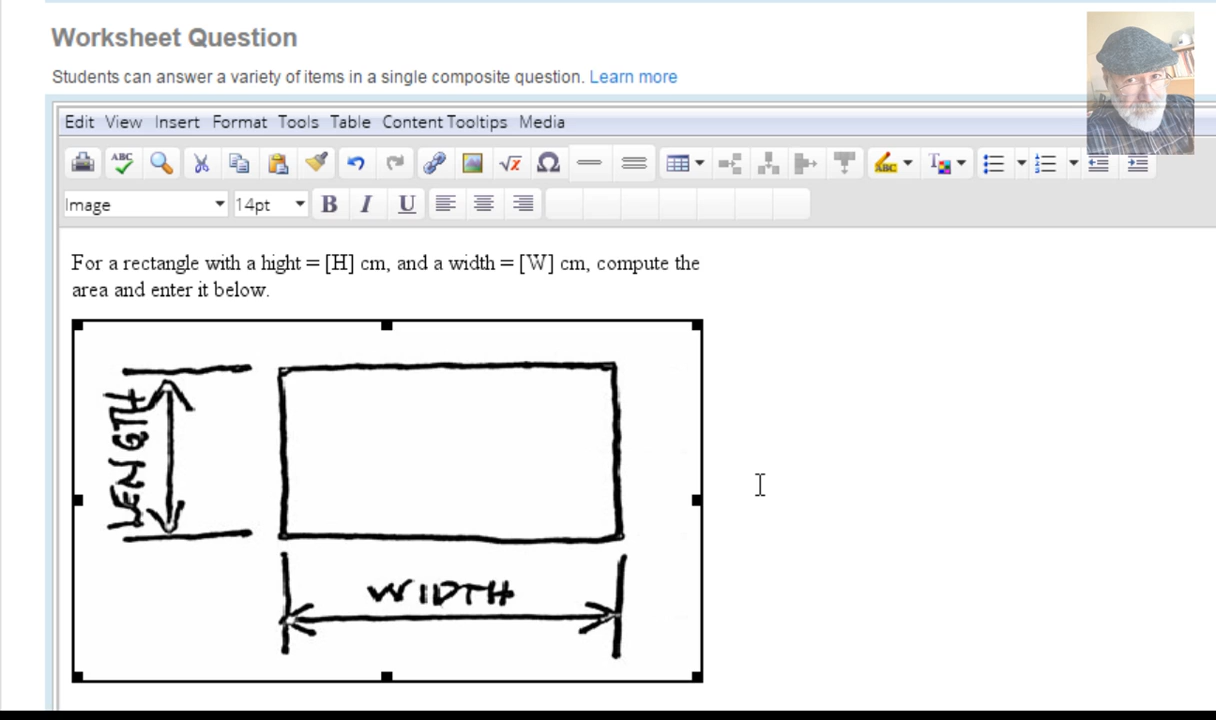 Worksheet Question
Students can answer a variety of items in a single composite question. Learn more
Edit View Insert Format Tools Table Content Tooltips Media
ABC
ABC
T
Image 14pt B I U
For a rectangle with a hight = [H] cm, and a width = [W] cm, compute the
area and enter it below.
LENGTH
WIDTH